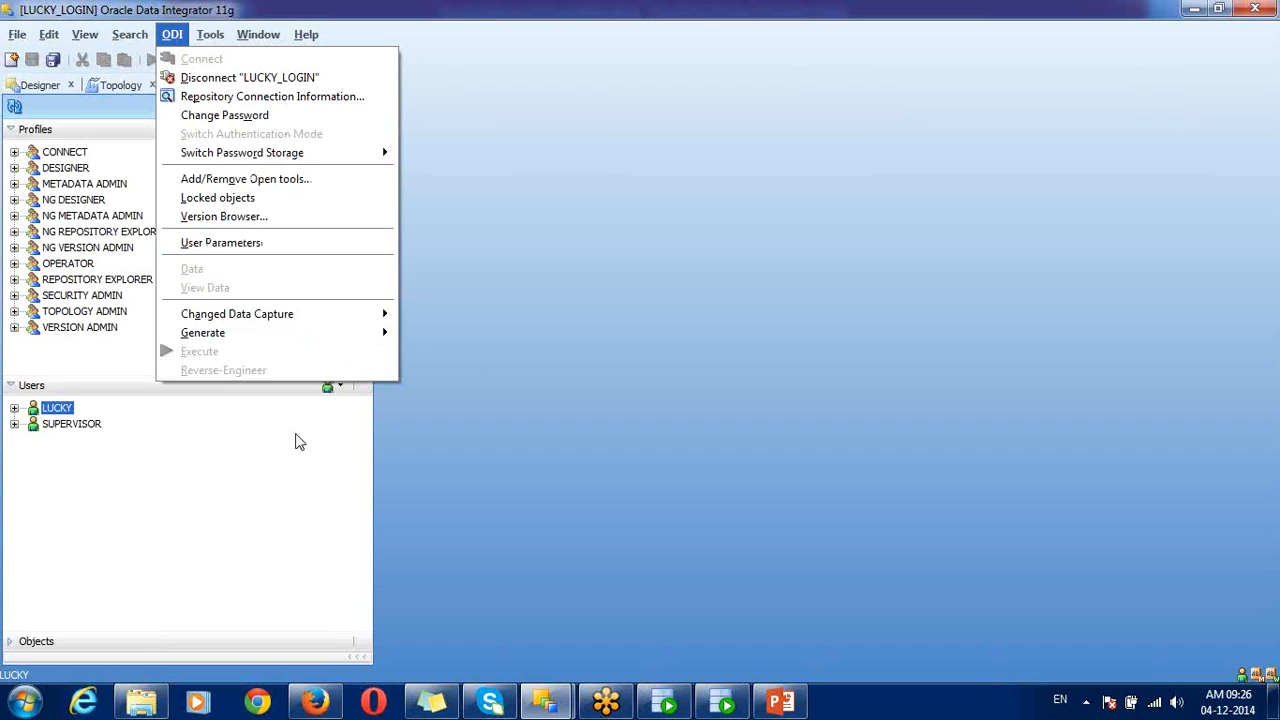 [LUCKY_LOGIN] Oracle Data Integrator 11g
File Edit View Search ODI Tools Window Help
Designer x Topology x
Profiles
CONNECT
DESIGNER
METADATA ADMIN
NG DESIGNER
NG METADATA ADMIN
NG REPOSITORY EXPLOR
NG VERSION ADMIN
OPERATOR
REPOSITORY EXPLORER
SECURITY ADMIN
TOPOLOGY ADMIN
VERSION ADMIN
Connect
Disconnect "LUCKY_LOGIN"
Repository Connection Information...
Change Password
Switch Authentication Mode
Switch Password Storage
Add/Remove Open tools...
Locked objects
Version Browser...
User Parameters
Data
View Data
Changed Data Capture
Generate
Execute
Reverse-Engineer
Users
LUCKY
SUPERVISOR
Objects
LUCKY
EN
AM 09:26
04-12-2014